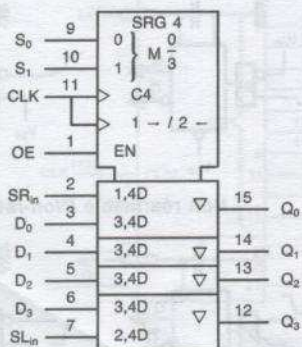 SRG 4
S₀ 9 0 0
M
S₁ 10 1 3
CLK 11 C4
1 → / 2 ←
OE 1 EN
SR_in 2 1,4D ▽ 15 Q₀
D₀ 3 3,4D
D₁ 4 3,4D ▽ 14 Q₁
D₂ 5 3,4D ▽ 13 Q₂
D₃ 6 3,4D ▽ 12 Q₃
SL_in 7 2,4D